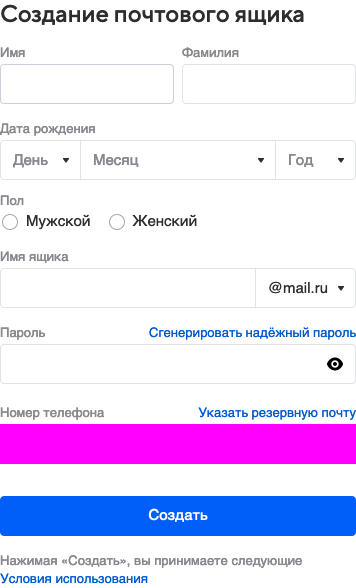 Создание почтового ящика
Имя Фамилия
Дата рождения
День Месяц Год
Пол
Мужской Женский
Имя ящика
@mail.ru
Пароль Сгенерировать надёжный пароль
Номер телефона Указать резервную почту
Создать
Нажимая «Создать», вы принимаете следующие
Условия использования